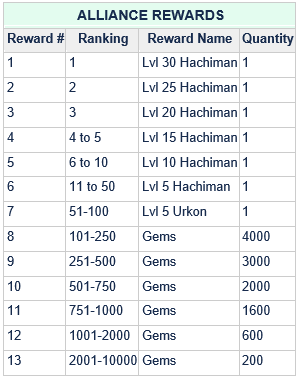 ALLIANCE REWARDS
Reward # Ranking Reward Name Quantity
1 1 Lvl 30 Hachiman 1
2 2 Lvl 25 Hachiman 1
3 3 Lvl 20 Hachiman 1
4 4 to 5 Lvl 15 Hachiman 1
5 6 to 10 Lvl 10 Hachiman 1
6 11 to 50 Lvl 5 Hachiman 1
7 51-100 Lvl 5 Urkon 1
8 101-250 Gems 4000
9 251-500 Gems 3000
10 501-750 Gems 2000
11 751-1000 Gems 1600
12 1001-2000 Gems 600
13 2001-10000 Gems 200